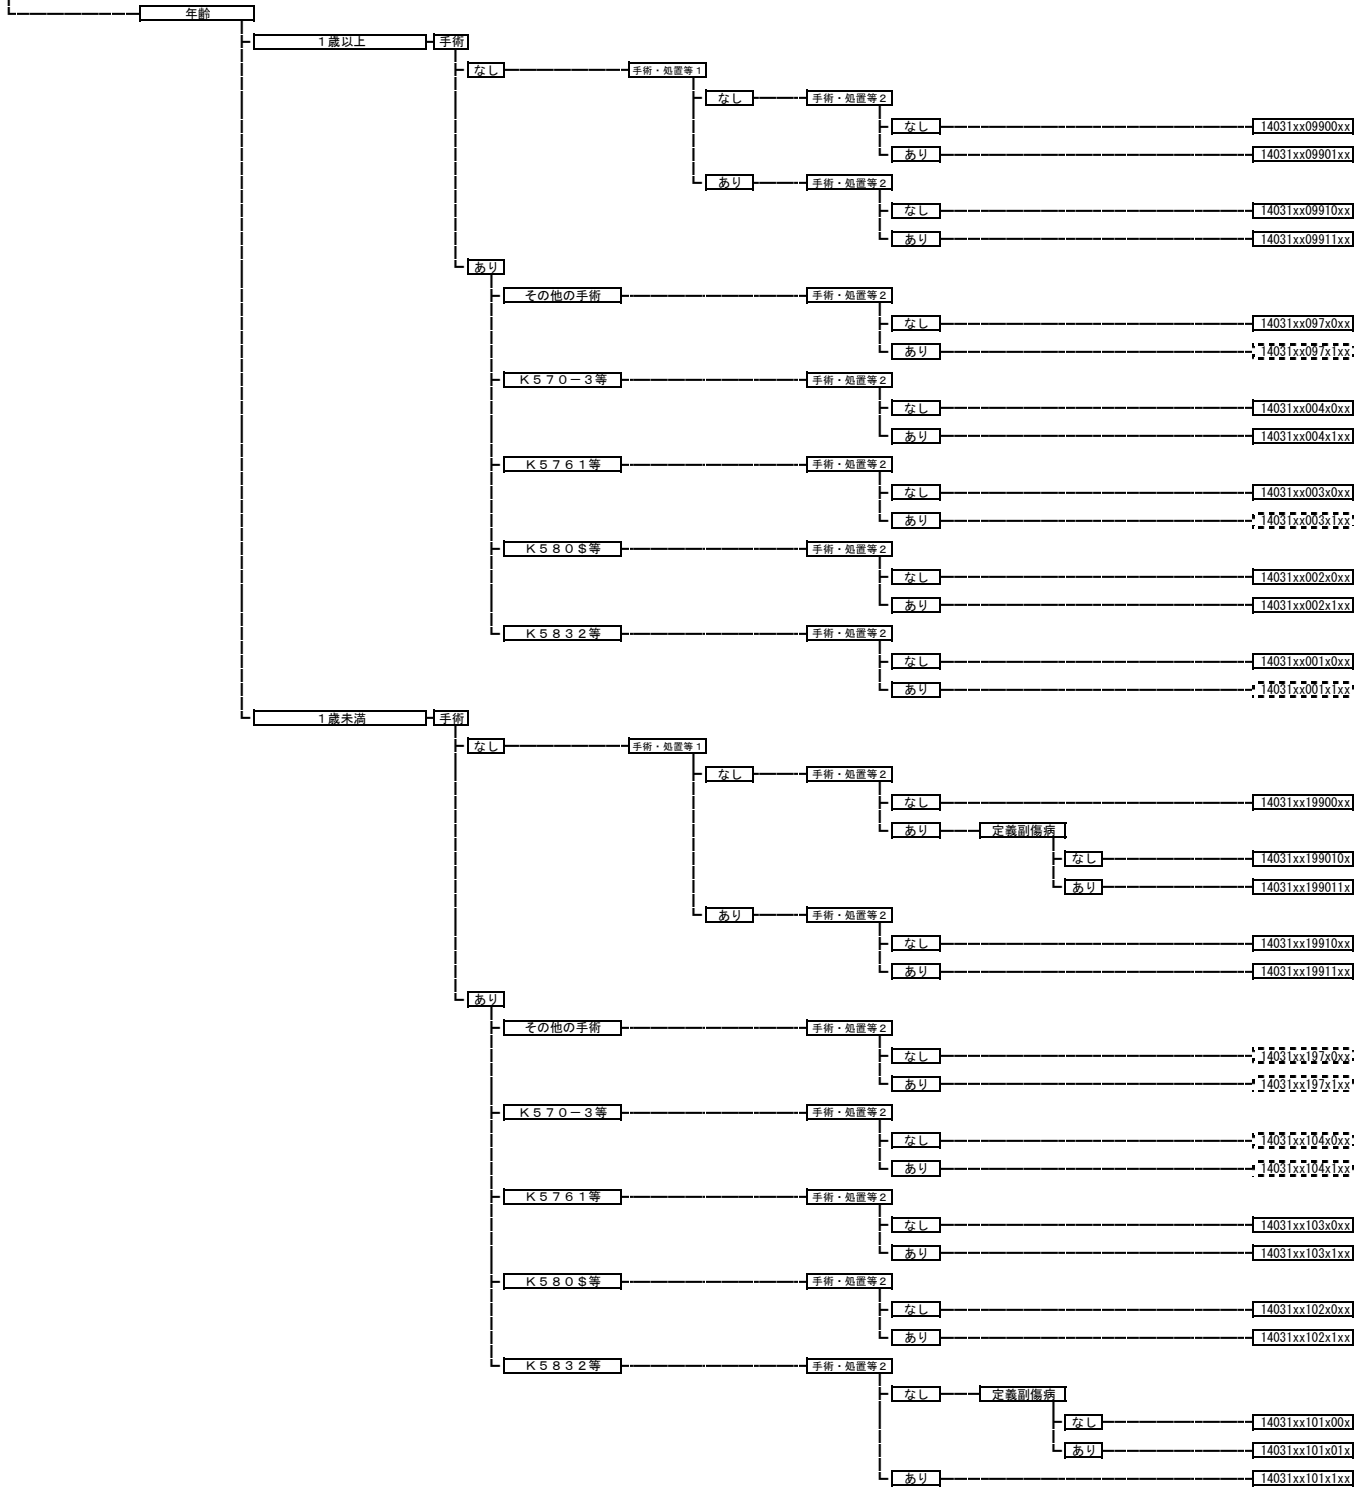 年齢
１歳以上 手術
なし 手術・処置等１
なし 手術・処置等２
なし 14031xx09900xx
あり 14031xx09901xx
あり 手術・処置等２
なし 14031xx09910xx
あり 14031xx09911xx
あり
その他の手術 手術・処置等２
なし 14031xx097x0xx
あり 14031xx097x1xx
Ｋ５７０－３等 手術・処置等２
なし 14031xx004x0xx
あり 14031xx004x1xx
Ｋ５７６１等 手術・処置等２
なし 14031xx003x0xx
あり 14031xx003x1xx
Ｋ５８０＄等 手術・処置等２
なし 14031xx002x0xx
あり 14031xx002x1xx
Ｋ５８３２等 手術・処置等２
なし 14031xx001x0xx
あり 14031xx001x1xx
１歳未満 手術
なし 手術・処置等１
なし 手術・処置等２
なし 14031xx19900xx
あり 定義副傷病
なし 14031xx199010x
あり 14031xx199011x
あり 手術・処置等２
なし 14031xx19910xx
あり 14031xx19911xx
あり
その他の手術 手術・処置等２
なし 14031xx197x0xx
あり 14031xx197x1xx
Ｋ５７０－３等 手術・処置等２
なし 14031xx104x0xx
あり 14031xx104x1xx
Ｋ５７６１等 手術・処置等２
なし 14031xx103x0xx
あり 14031xx103x1xx
Ｋ５８０＄等 手術・処置等２
なし 14031xx102x0xx
あり 14031xx102x1xx
Ｋ５８３２等 手術・処置等２
なし 定義副傷病
なし 14031xx101x00x
あり 14031xx101x01x
あり 14031xx101x1xx